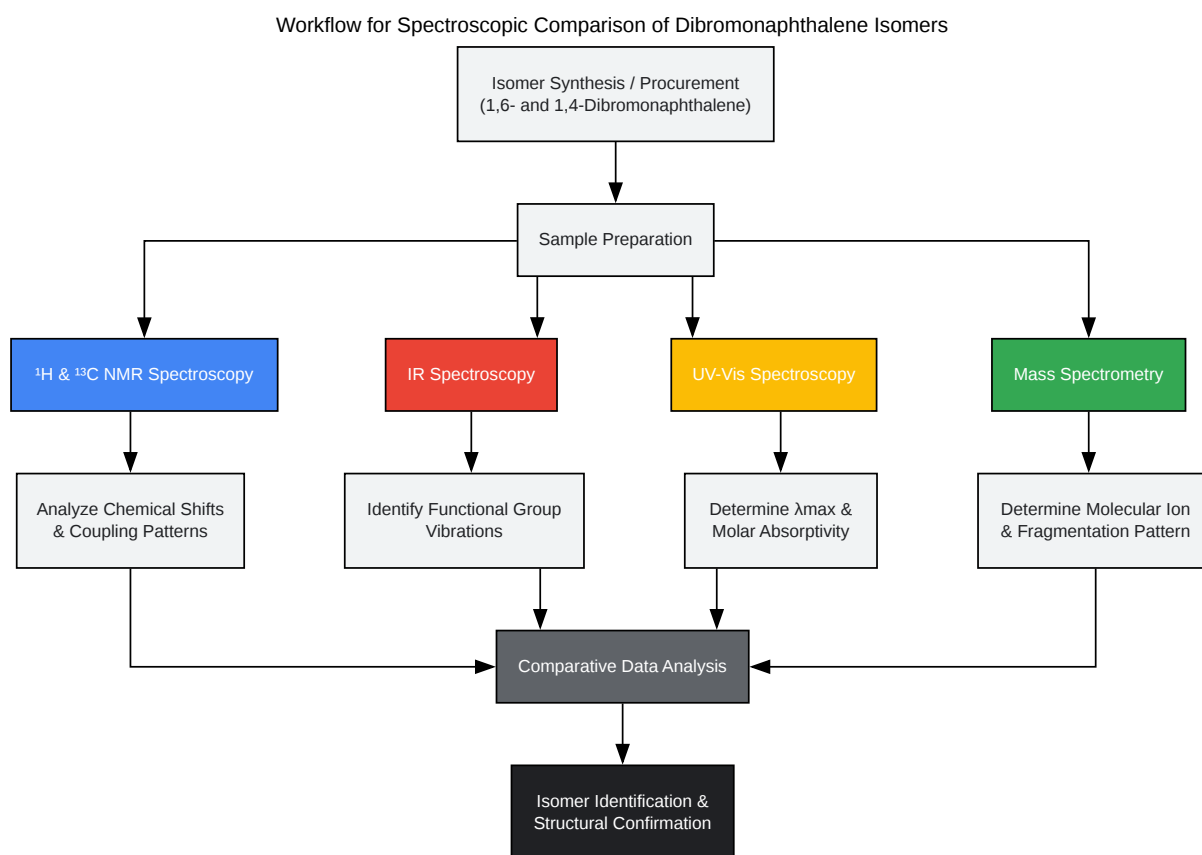 Workflow for Spectroscopic Comparison of Dibromonaphthalene Isomers
Isomer Synthesis / Procurement
(1,6- and 1,4-Dibromonaphthalene)
Sample Preparation
¹H & ¹³C NMR Spectroscopy
IR Spectroscopy
UV-Vis Spectroscopy
Mass Spectrometry
Analyze Chemical Shifts
& Coupling Patterns
Identify Functional Group
Vibrations
Determine λmax &
Molar Absorptivity
Determine Molecular Ion
& Fragmentation Pattern
Comparative Data Analysis
Isomer Identification &
Structural Confirmation